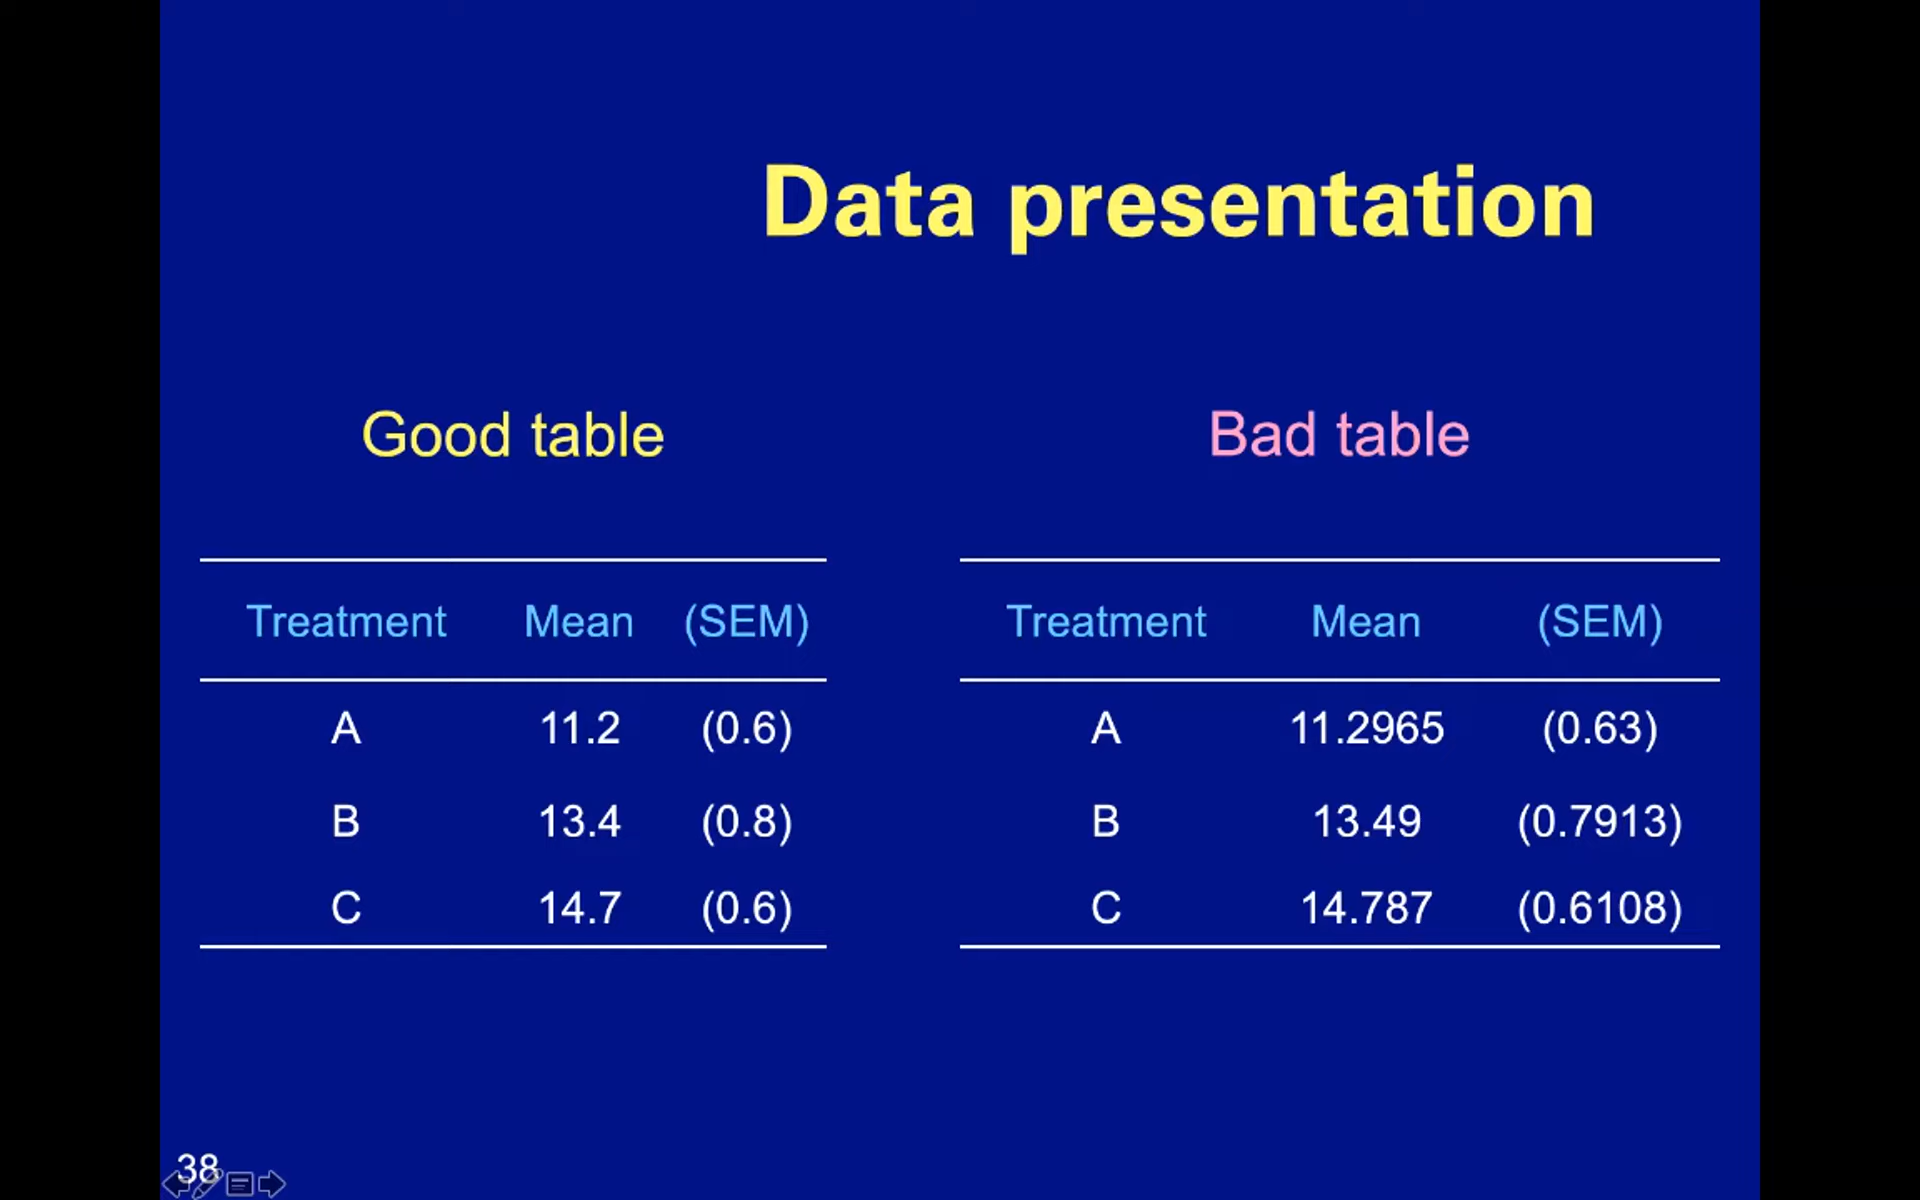 Data presentation
Good table
Treatment Mean (SEM)
A 11.2 (0.6)
B 13.4 (0.8)
C 14.7 (0.6)
Bad table
Treatment Mean (SEM)
A 11.2965 (0.63)
B 13.49 (0.7913)
C 14.787 (0.6108)
38